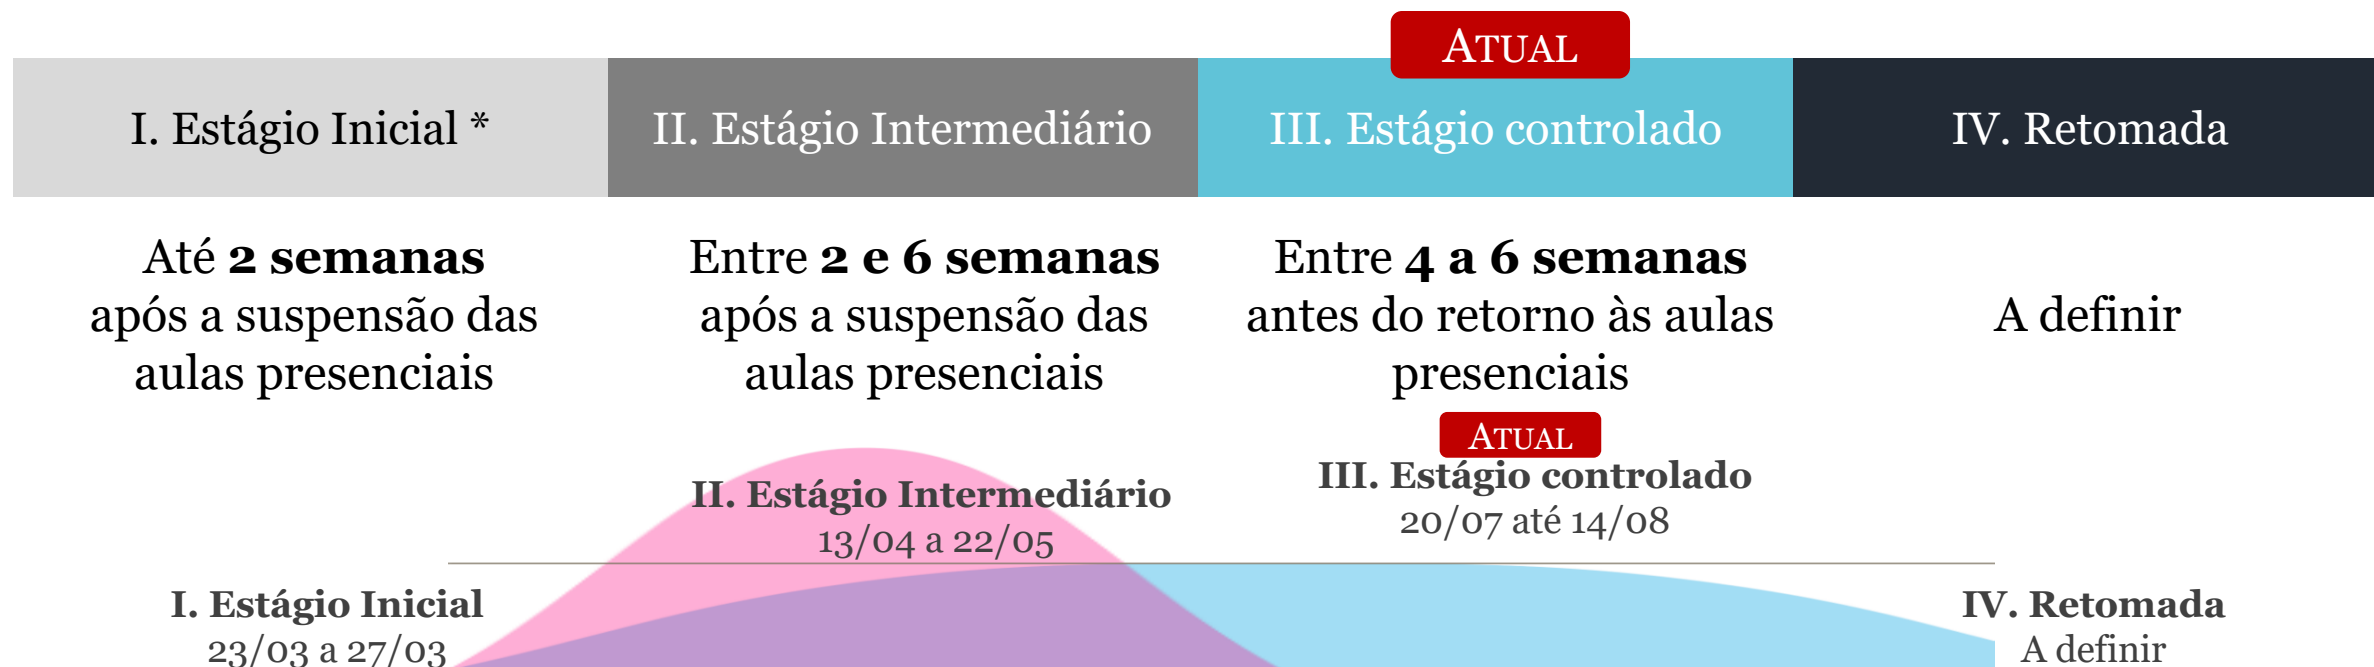 ATUAL
I. Estágio Inicial *
II. Estágio Intermediário
III. Estágio controlado
IV. Retomada
Até 2 semanas
após a suspensão das
aulas presenciais
Entre 2 e 6 semanas
após a suspensão das
aulas presenciais
Entre 4 a 6 semanas
antes do retorno às aulas
presenciais
A definir
ATUAL
III. Estágio controlado
20/07 até 14/08
II. Estágio Intermediário
13/04 a 22/05
I. Estágio Inicial
23/03 a 27/03
IV. Retomada
A definir